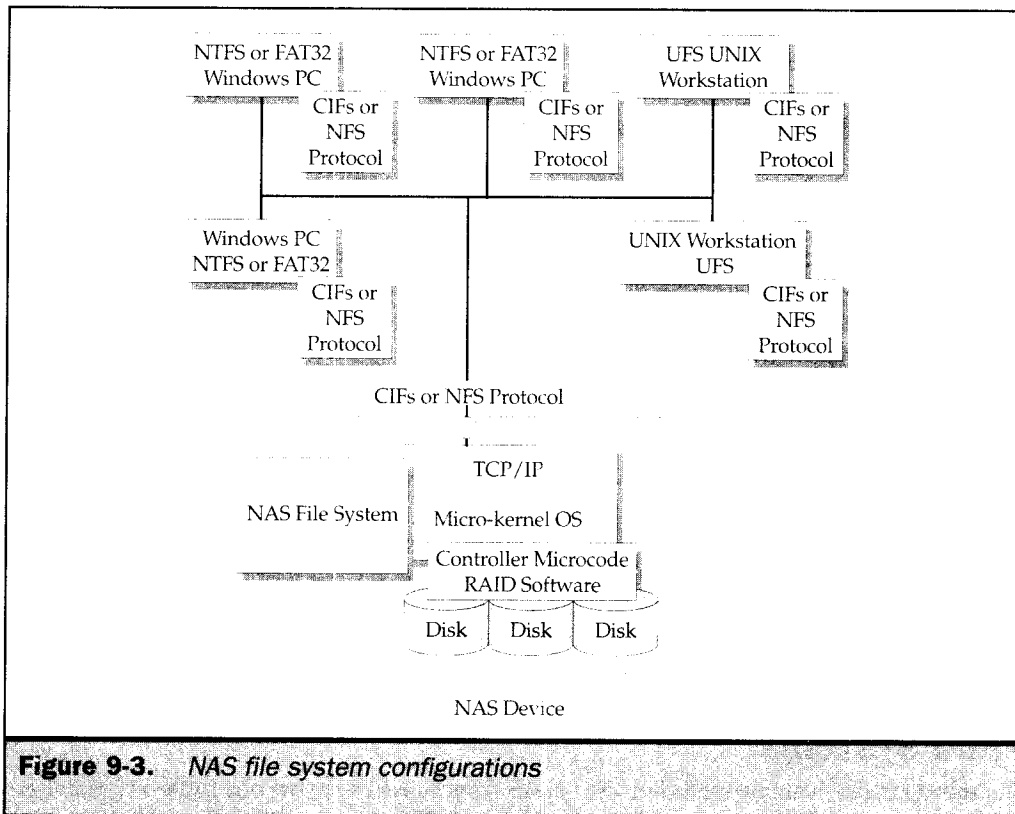 NTFS or FAT32
Windows PC
CIFs or
NFS
Protocol
NTFS or FAT32
Windows PC
CIFs or
NFS
Protocol
UFS UNIX
Workstation
CIFs or
NFS
Protocol
Windows PC
NTFS or FAT32
CIFs or
NFS
Protocol
UNIX Workstation
UFS
CIFs or
NFS
Protocol
CIFs or NFS Protocol
TCP/IP
NAS File System
Micro-kernel OS
Controller Microcode
RAID Software
Disk Disk Disk
NAS Device
Figure 9-3. NAS file system configurations